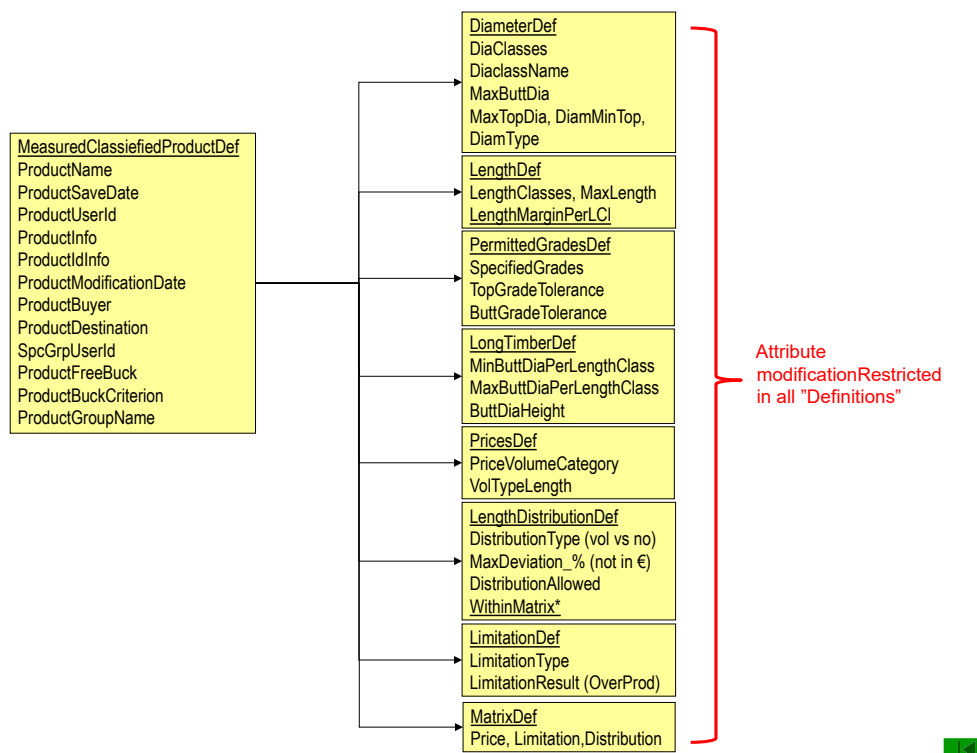 MeasuredClassiefiedProductDef
ProductName
ProductSaveDate
ProductUserId
ProductInfo
ProductIdInfo
ProductModificationDate
ProductBuyer
ProductDestination
SpcGrpUserId
ProductFreeBuck
ProductBuckCriterion
ProductGroupName
DiameterDef
DiaClasses
DiaclassName
MaxButtDia
MaxTopDia, DiamMinTop,
DiamType
LengthDef
LengthClasses, MaxLength
LengthMarginPerLCl
PermittedGradesDef
SpecifiedGrades
TopGradeTolerance
ButtGradeTolerance
LongTimberDef
MinButtDiaPerLengthClass
MaxButtDiaPerLengthClass
ButtDiaHeight
PricesDef
PriceVolumeCategory
VolTypeLength
LengthDistributionDef
DistributionType (vol vs no)
MaxDeviation_% (not in €)
DistributionAllowed
WithinMatrix*
LimitationDef
LimitationType
LimitationResult (OverProd)
MatrixDef
Price, Limitation,Distribution
Attribute
modificationRestricted
in all ”Definitions”